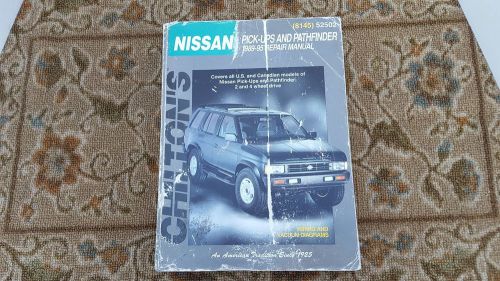 (8145) 52502
NISSAN PICK-UPS AND PATHFINDER
1989-95 REPAIR MANUAL
Covers all U.S. and Canadian models of
Nissan Pick-Ups and Pathfinder;
2 and 4 wheel drive
CHILTON'S
WIRING AND
VACUUM DIAGRAMS
An American Tradition Since 1925